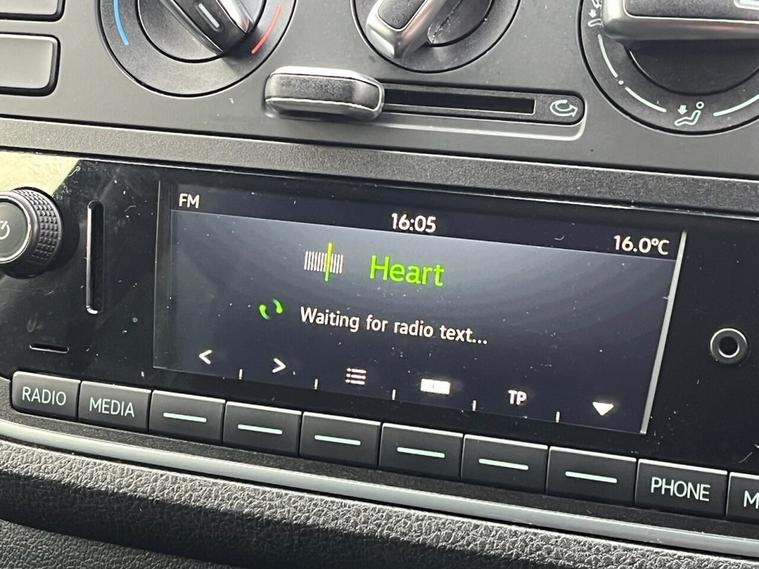 FM
16:05
16.0°C
Heart
Waiting for radio text...
< >
TP
RADIO
MEDIA
PHONE
M